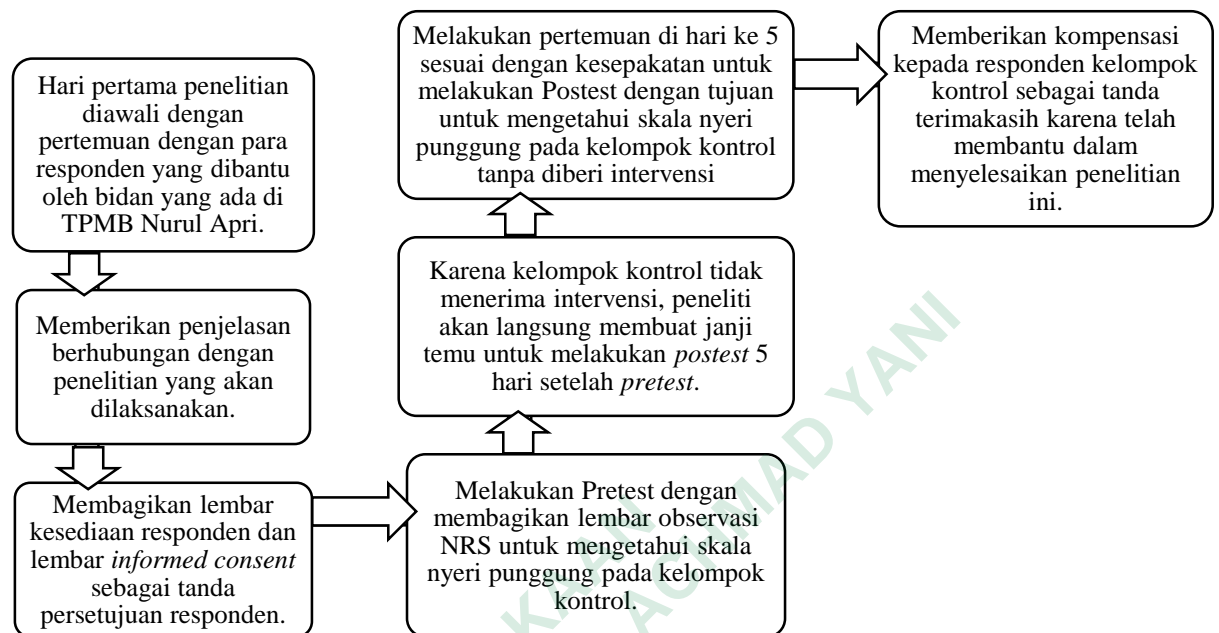 Hari pertama penelitian
diawali dengan
pertemuan dengan para
responden yang dibantu
oleh bidan yang ada di
TPMB Nurul Apri.
Memberikan penjelasan
berhubungan dengan
penelitian yang akan
dilaksanakan.
Membagikan lembar
kesediaan responden dan
lembar informed consent
sebagai tanda
persetujuan responden.
Melakukan Pretest dengan
membagikan lembar observasi
NRS untuk mengetahui skala
nyeri punggung pada kelompok
kontrol.
Karena kelompok kontrol tidak
menerima intervensi, peneliti
akan langsung membuat janji
temu untuk melakukan postest 5
hari setelah pretest.
Melakukan pertemuan di hari ke 5
sesuai dengan kesepakatan untuk
melakukan Postest dengan tujuan
untuk mengetahui skala nyeri
punggung pada kelompok kontrol
tanpa diberi intervensi
Memberikan kompensasi
kepada responden kelompok
kontrol sebagai tanda
terimakasih karena telah
membantu dalam
menyelesaikan penelitian
ini.
KAAN
ACHMAD YANI